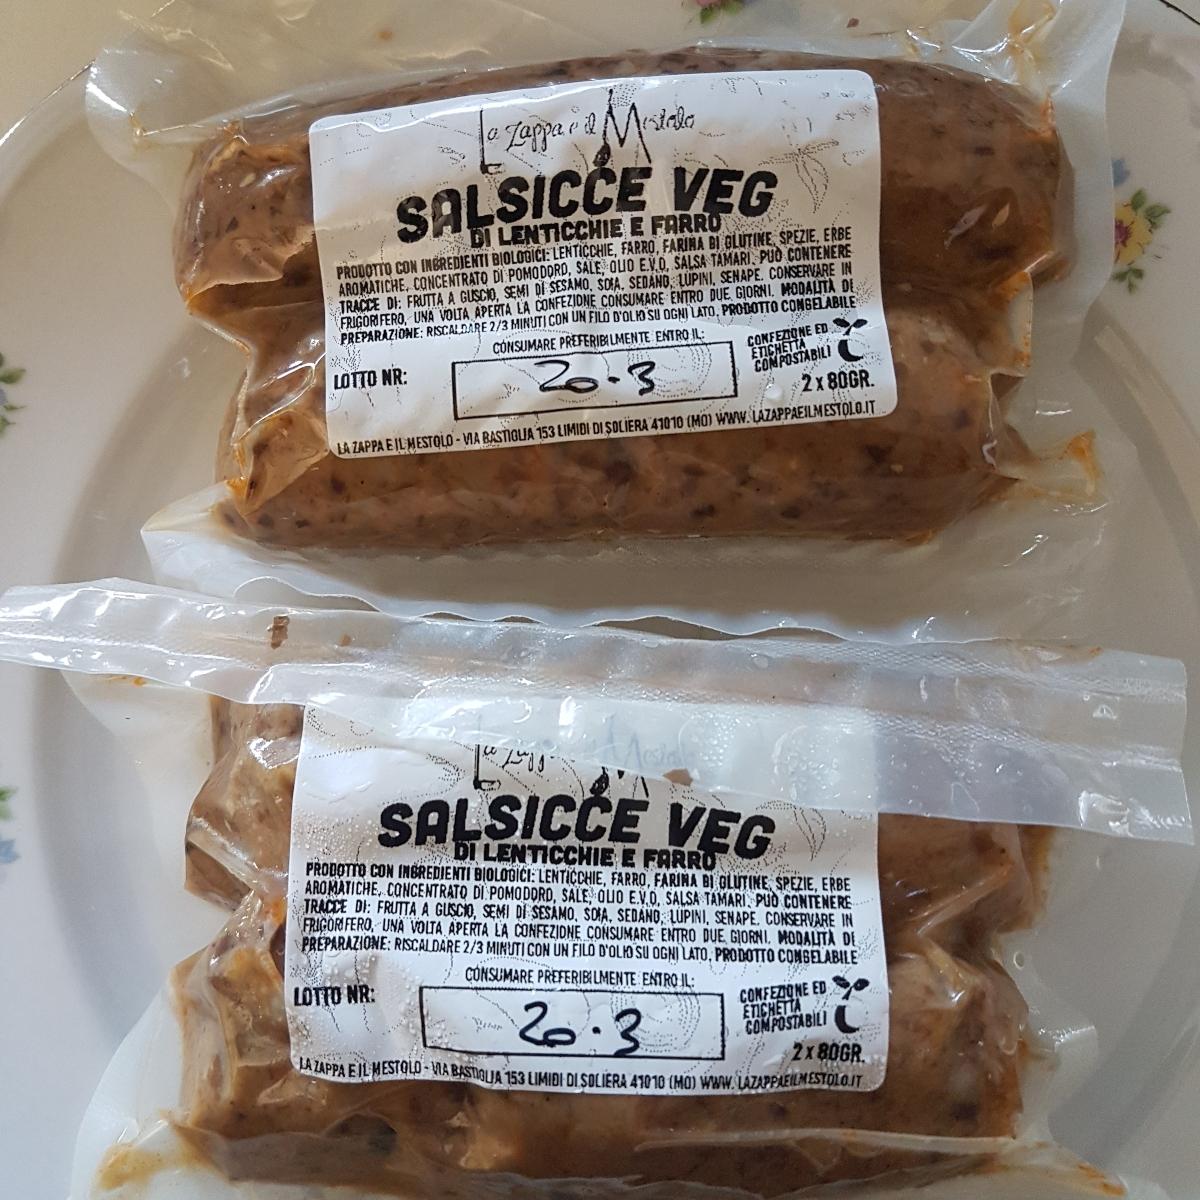 La Zappa e il Mestolo
SALSICCE VEG
DI LENTICCHIE E FARRO
PRODOTTO CON INGREDIENTI BIOLOGICI: LENTICCHIE, FARRO, FARINA DI GLUTINE, SPEZIE, ERBE
AROMATICHE, CONCENTRATO DI POMODORO, SALE, OLIO E.V.O, SALSA TAMARI. PUÒ CONTENERE
TRACCE DI: FRUTTA A GUSCIO, SEMI DI SESAMO, SOIA, SEDANO, LUPINI, SENAPE. CONSERVARE IN
FRIGORIFERO, UNA VOLTA APERTA LA CONFEZIONE CONSUMARE ENTRO DUE GIORNI. MODALITÀ DI
PREPARAZIONE: RISCALDARE 2/3 MINUTI CON UN FILO D'OLIO SU OGNI LATO, PRODOTTO CONGELABILE
CONSUMARE PREFERIBILMENTE ENTRO IL:
LOTTO NR:
20.3
CONFEZIONE ED
ETICHETTA
COMPOSTABILI
2 x 80GR.
LA ZAPPA E IL MESTOLO - VIA BASTIGLIA 153 LIMIDI DI SOLIERA 41010 (MO) WWW. LAZAPPAEILMESTOLO.IT
La Zappa e il Mestolo
SALSICCE VEG
DI LENTICCHIE E FARRO
PRODOTTO CON INGREDIENTI BIOLOGICI: LENTICCHIE, FARRO, FARINA DI GLUTINE, SPEZIE, ERBE
AROMATICHE, CONCENTRATO DI POMODORO, SALE, OLIO E.V.O, SALSA TAMARI. PUÒ CONTENERE
TRACCE DI: FRUTTA A GUSCIO, SEMI DI SESAMO, SOIA, SEDANO, LUPINI, SENAPE. CONSERVARE IN
FRIGORIFERO, UNA VOLTA APERTA LA CONFEZIONE CONSUMARE ENTRO DUE GIORNI. MODALITÀ DI
PREPARAZIONE: RISCALDARE 2/3 MINUTI CON UN FILO D'OLIO SU OGNI LATO, PRODOTTO CONGELABILE
CONSUMARE PREFERIBILMENTE ENTRO IL:
LOTTO NR:
20.3
CONFEZIONE ED
ETICHETTA
COMPOSTABILI
2 x 80GR.
LA ZAPPA E IL MESTOLO - VIA BASTIGLIA 153 LIMIDI DI SOLIERA 41010 (MO) WWW. LAZAPPAEILMESTOLO.IT